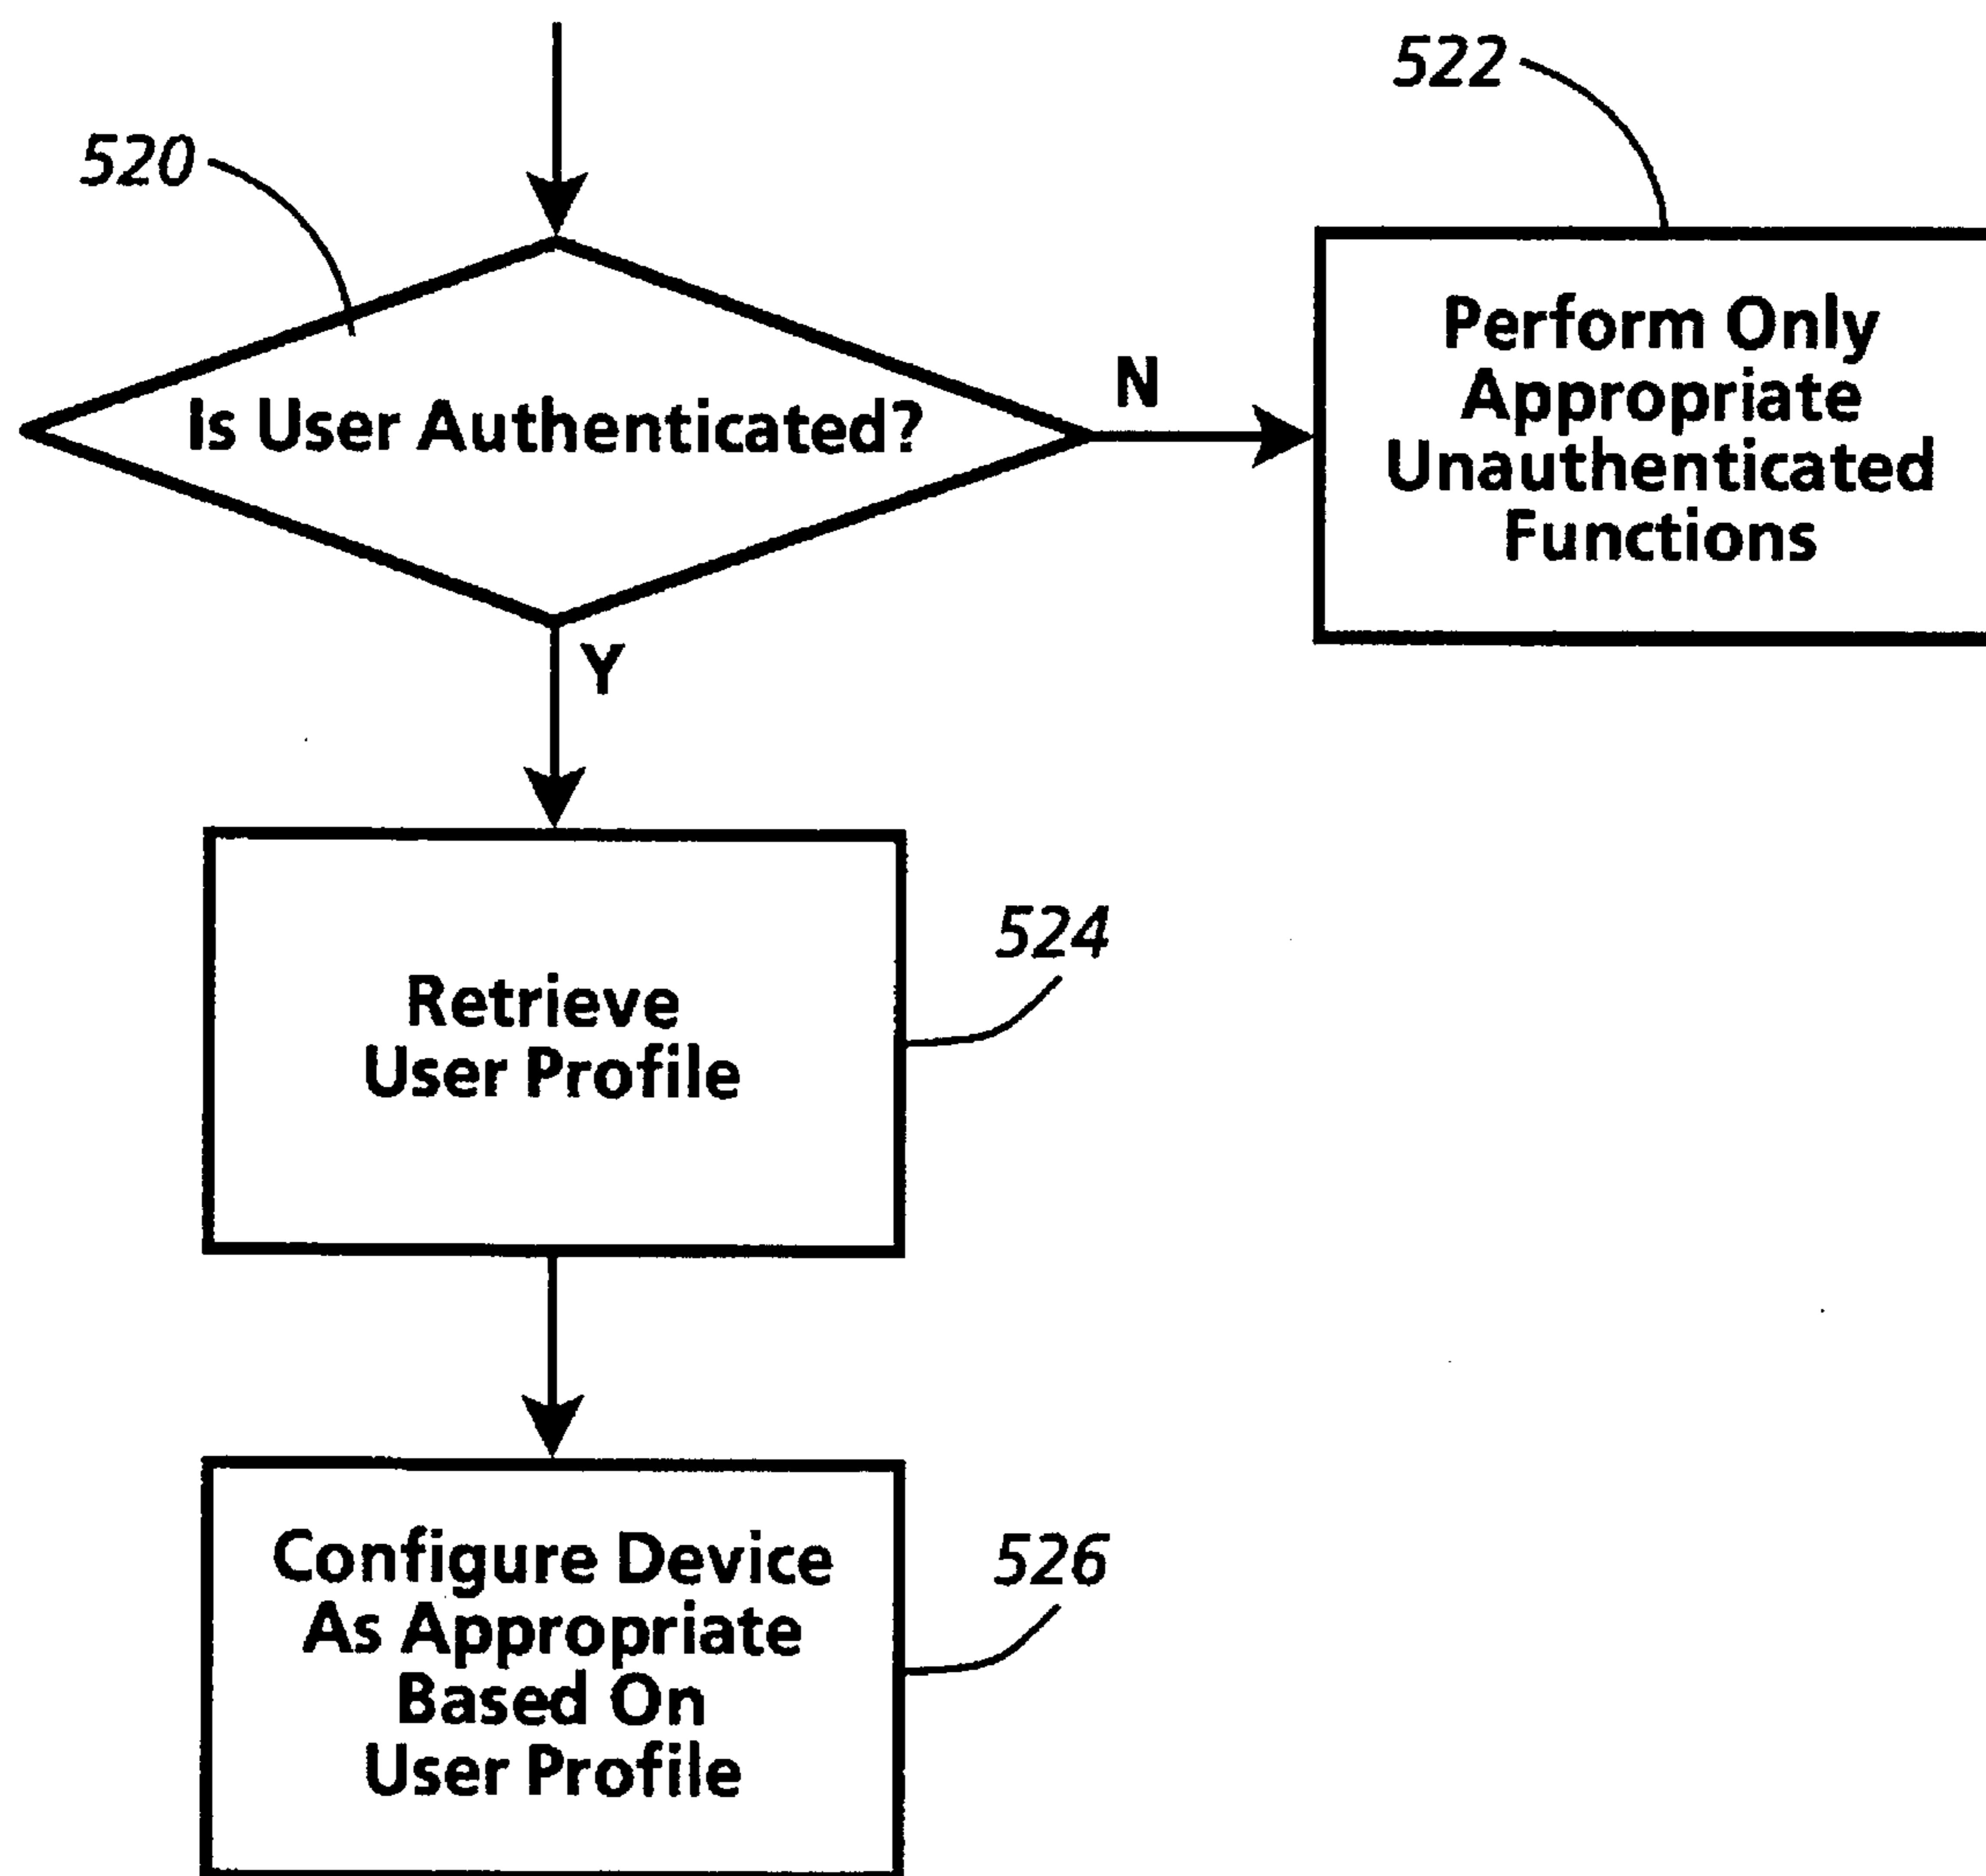 522
520
Is User Authenticated?
N
Perform Only
Appropriate
Unauthenticated
Functions
Y
524
Retrieve
User Profile
526
Configure Device
As Appropriate
Based On
User Profile